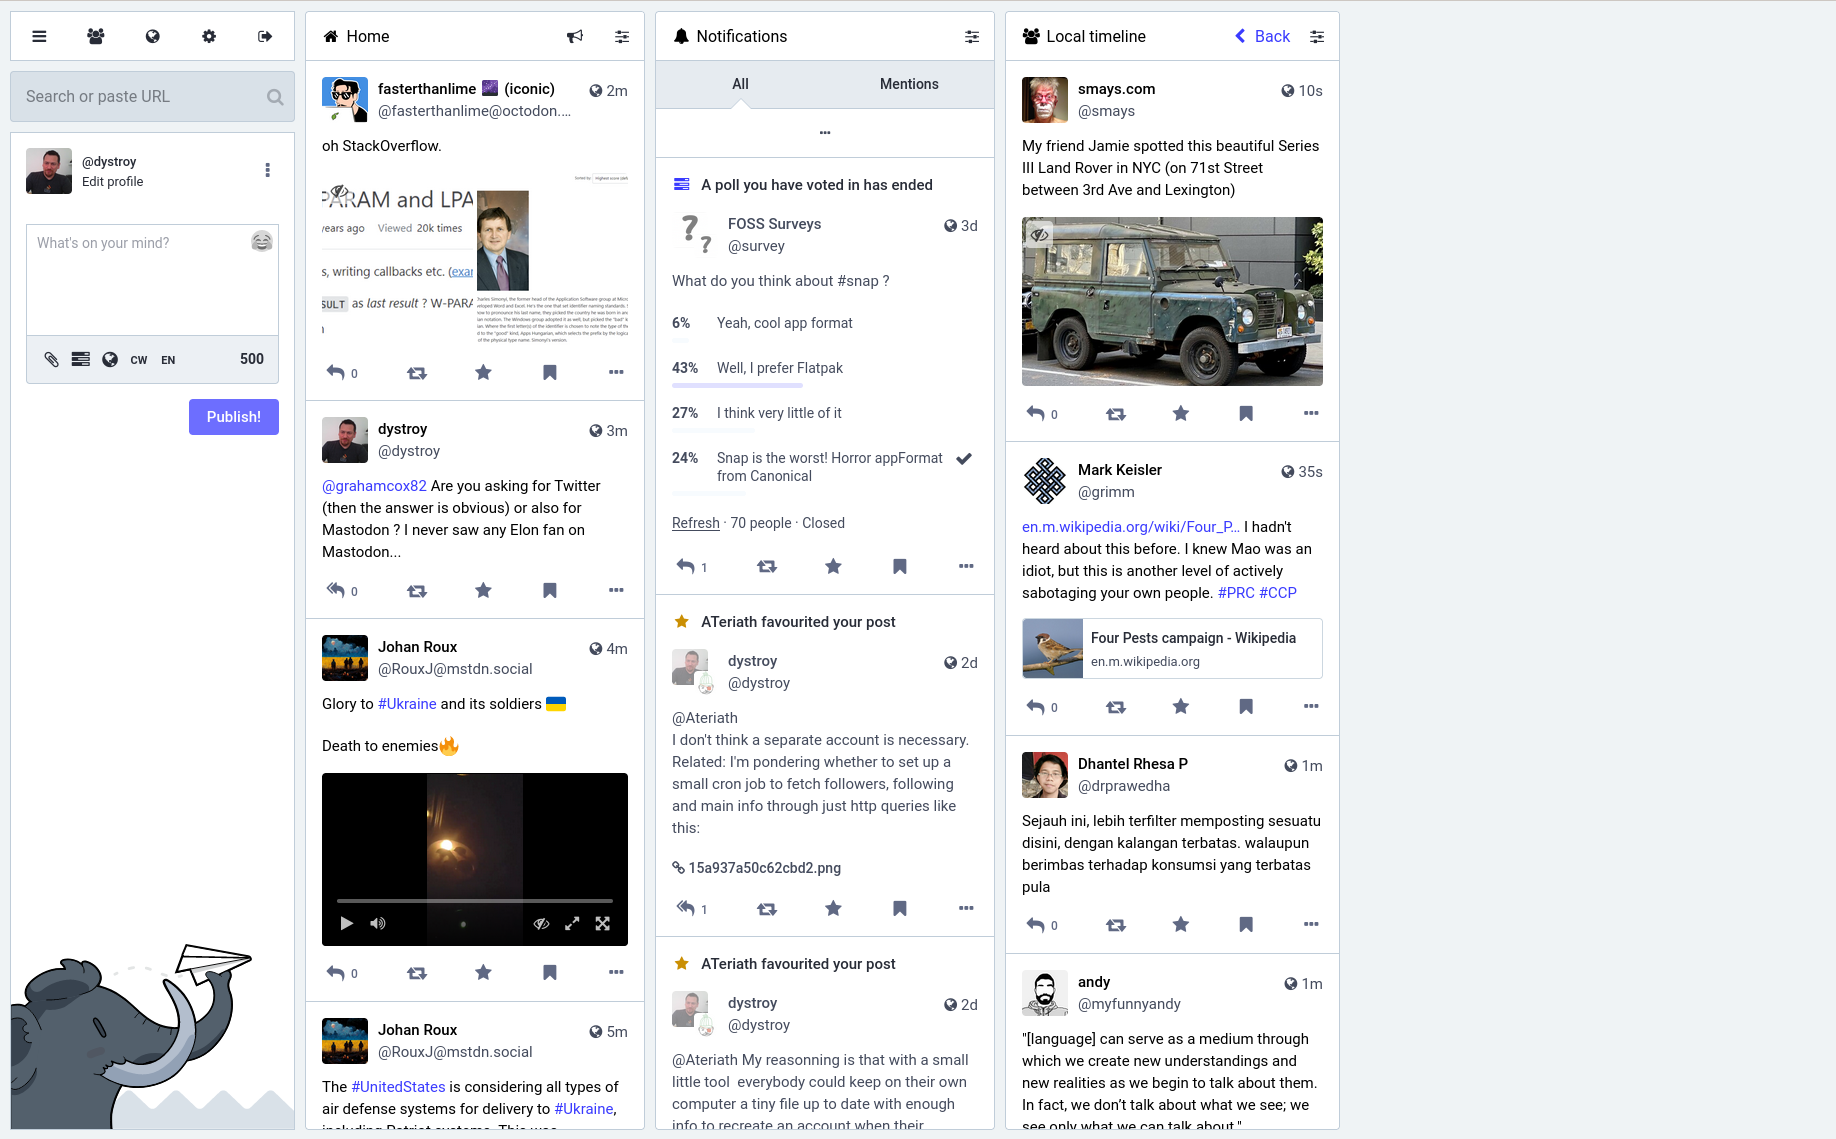 Search or paste URL
@dystroy
Edit profile
What's on your mind?
CW EN 500
Publish!
Home
fasterthanlime (iconic) 2m
@fasterthanlime@octodon....
oh StackOverflow.
PARAM and LPA
years ago Viewed 20k times
s, writing callbacks etc. (exar
SULT as last result ? W-PARA
0
dystroy 3m
@dystroy
@grahamcox82 Are you asking for Twitter
(then the answer is obvious) or also for
Mastodon ? I never saw any Elon fan on
Mastodon...
0
Johan Roux 4m
@RouxJ@mstdn.social
Glory to #Ukraine and its soldiers
Death to enemies
0
Johan Roux 5m
@RouxJ@mstdn.social
The #UnitedStates is considering all types of
air defense systems for delivery to #Ukraine,
including Patriot systems. This was
Notifications
All Mentions
...
A poll you have voted in has ended
FOSS Surveys 3d
@survey
What do you think about #snap ?
6% Yeah, cool app format
43% Well, I prefer Flatpak
27% I think very little of it
24% Snap is the worst! Horror appFormat
from Canonical
Refresh · 70 people · Closed
1
ATeriath favourited your post
dystroy 2d
@dystroy
@Ateriath
I don't think a separate account is necessary.
Related: I'm pondering whether to set up a
small cron job to fetch followers, following
and main info through just http queries like
this:
15a937a50c62cbd2.png
1
ATeriath favourited your post
dystroy 2d
@dystroy
@Ateriath My reasonning is that with a small
little tool everybody could keep on their own
computer a tiny file up to date with enough
info to recreate an account when their
Local timeline Back
smays.com 10s
@smays
My friend Jamie spotted this beautiful Series
III Land Rover in NYC (on 71st Street
between 3rd Ave and Lexington)
0
Mark Keisler 35s
@grimm
en.m.wikipedia.org/wiki/Four_P... I hadn't
heard about this before. I knew Mao was an
idiot, but this is another level of actively
sabotaging your own people. #PRC #CCP
Four Pests campaign - Wikipedia
en.m.wikipedia.org
0
Dhantel Rhesa P 1m
@drprawedha
Sejauh ini, lebih terfilter memposting sesuatu
disini, dengan kalangan terbatas. walaupun
berimbas terhadap konsumsi yang terbatas
pula
0
andy 1m
@myfunnyandy
"[language] can serve as a medium through
which we create new understandings and
new realities as we begin to talk about them.
In fact, we don't talk about what we see; we
see only what we can talk about."